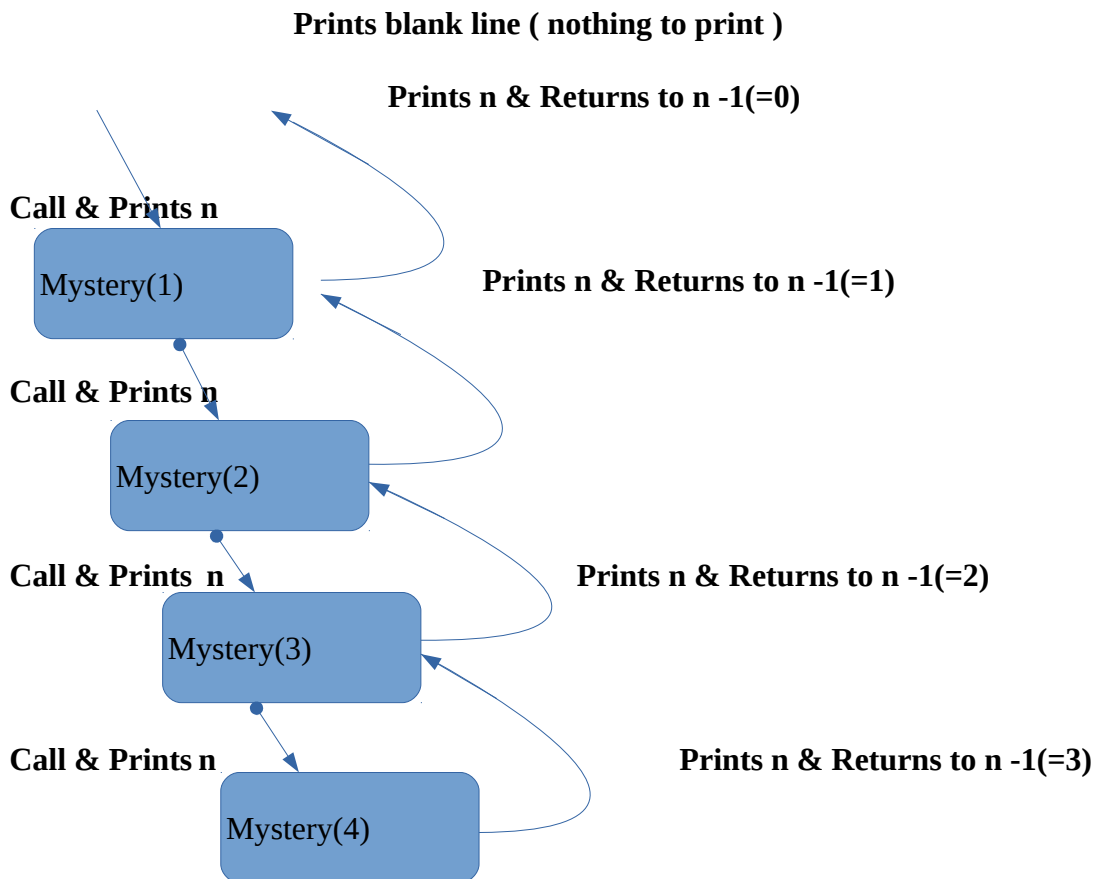 Prints blank line ( nothing to print )
Prints n & Returns to n -1(=0)
Call & Prints n
Mystery(1)
Prints n & Returns to n -1(=1)
Call & Prints n
Mystery(2)
Call & Prints n
Prints n & Returns to n -1(=2)
Mystery(3)
Call & Prints n
Prints n & Returns to n -1(=3)
Mystery(4)